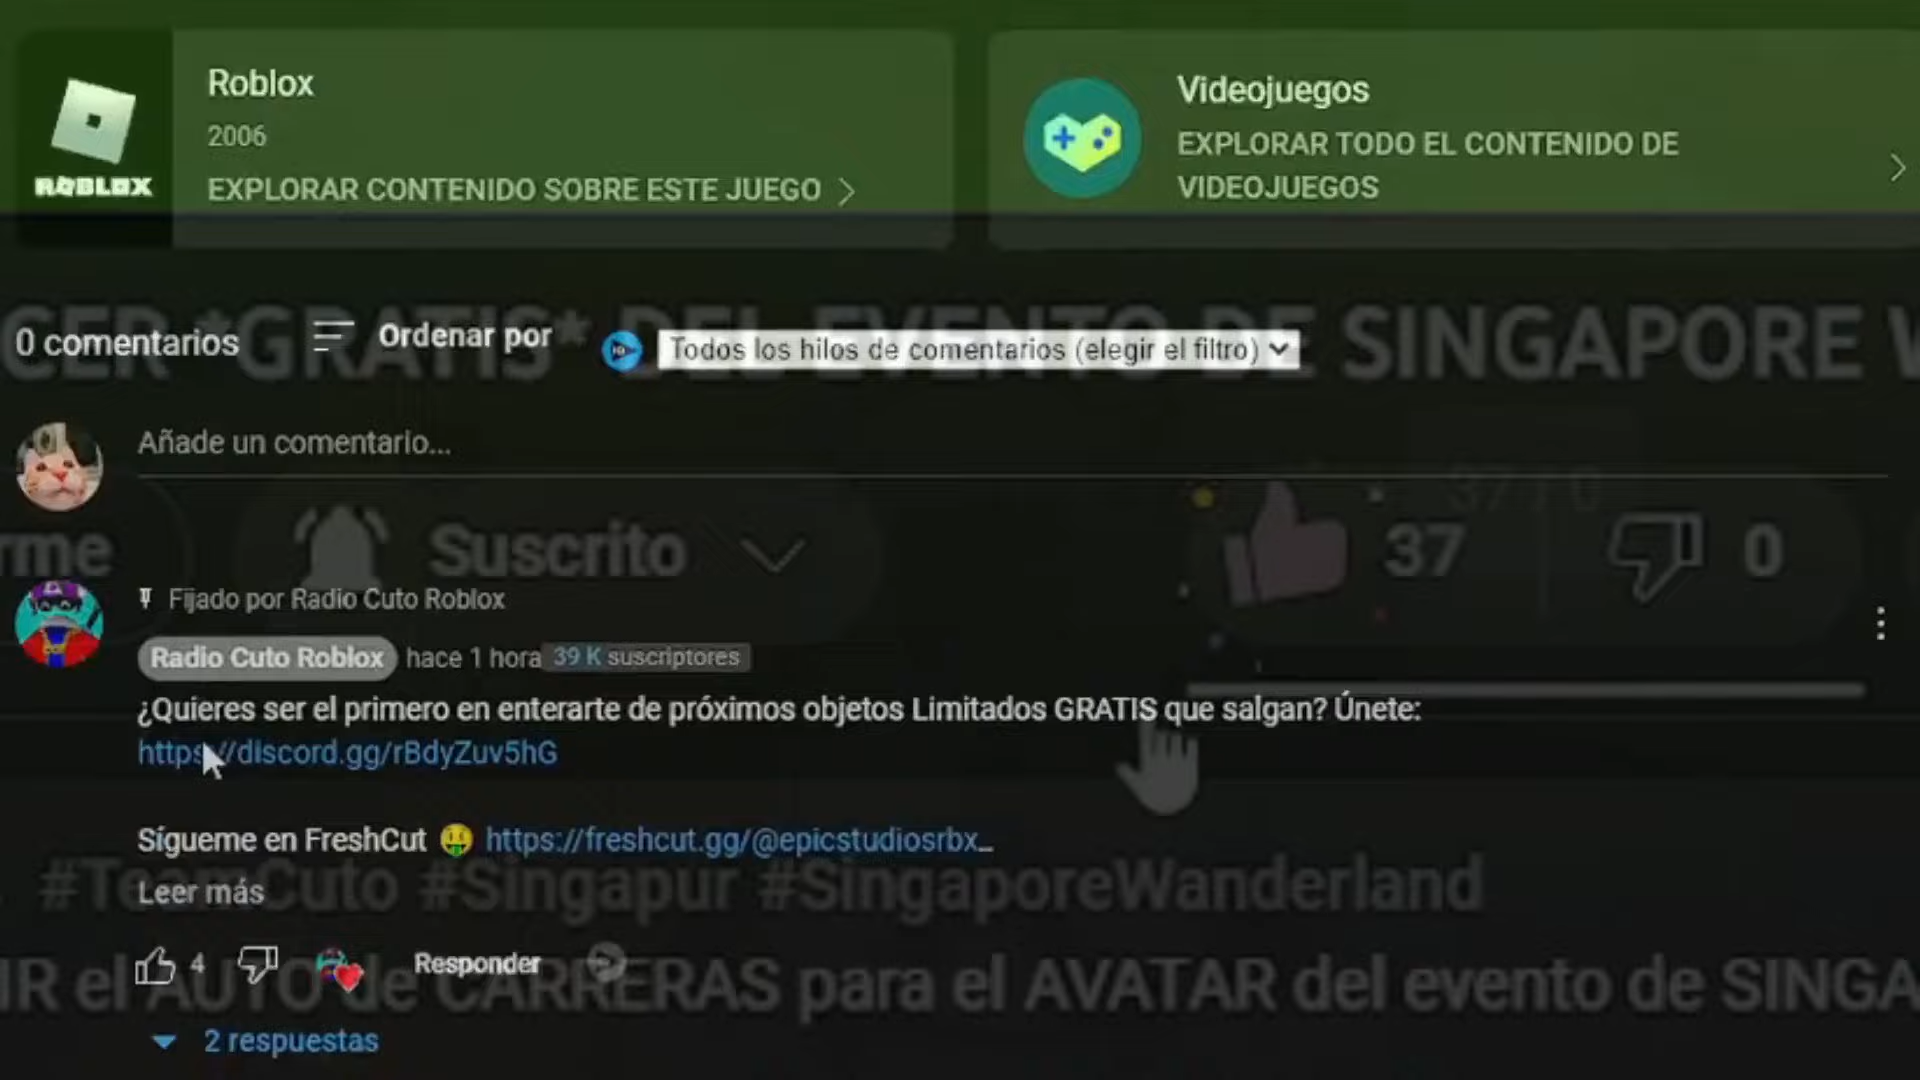 Roblox
2006
EXPLORAR CONTENIDO SOBRE ESTE JUEGO
ROBLOX
Videojuegos
EXPLORAR TODO EL CONTENIDO DE
VIDEOJUEGOS
CER *GRATIS* DEL EVENTO DE SINGAPORE W
0 comentarios
Ordenar por
Todos los hilos de comentarios (elegir el filtro)
Añade un comentario...
rme
Suscrito
37
0
37 / 0
Fijado por Radio Cuto Roblox
Radio Cuto Roblox hace 1 hora 39 K suscriptores
¿Quieres ser el primero en enterarte de próximos objetos Limitados GRATIS que salgan? Únete:
https://discord.gg/rBdyZuv5hG
Sígueme en FreshCut 🤑 https://freshcut.gg/@epicstudiosrbx_
#TeamCuto #Singapur #SingaporeWanderland
Leer más
4
Responder
IR el AUTO de CARRERAS para el AVATAR del evento de SINGA
2 respuestas